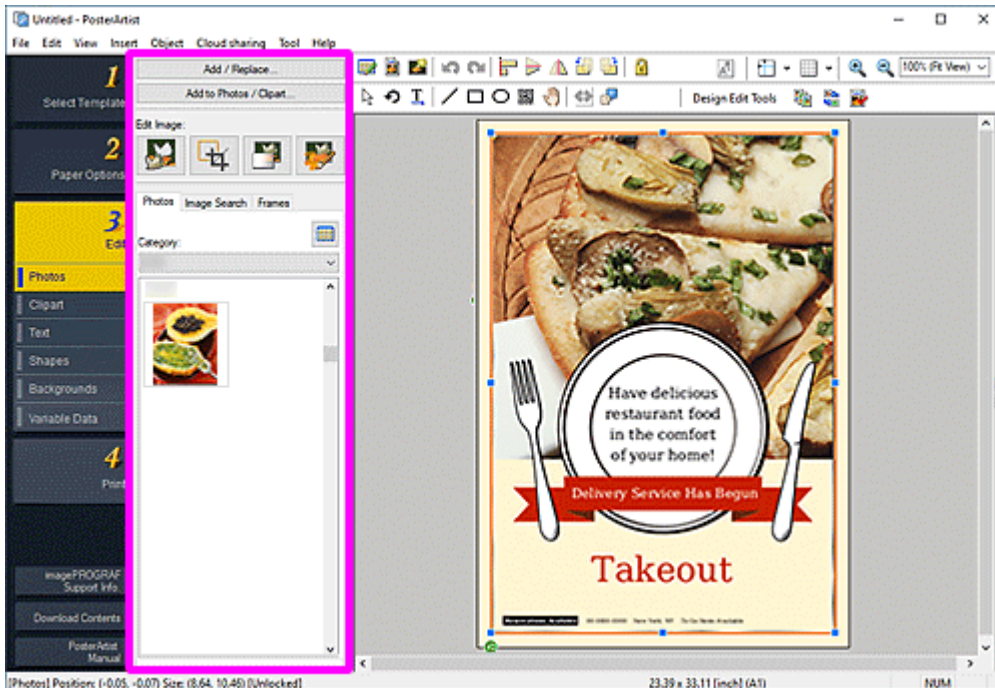 Untitled - PosterArtist
File Edit View Insert Object Cloud sharing Tool Help
1
Select Template
2
Paper Options
3
Edit
Photos
Clipart
Text
Shapes
Backgrounds
Variable Data
4
Print
imagePROGRAF
Support Info.
Download Contents
PosterArtist
Manual
Add / Replace...
Add to Photos / Clipart...
Edit Image:
Photos Image Search Frames
Category:
100% (Fit View)
Design Edit Tools
Have delicious
restaurant food
in the comfort
of your home!
Delivery Service Has Begun
Takeout
[Photos] Position: (-0.05, -0.07) Size: (8.64, 10.46) [Unlocked] 23.39 x 33.11 [inch] (A1) NUM